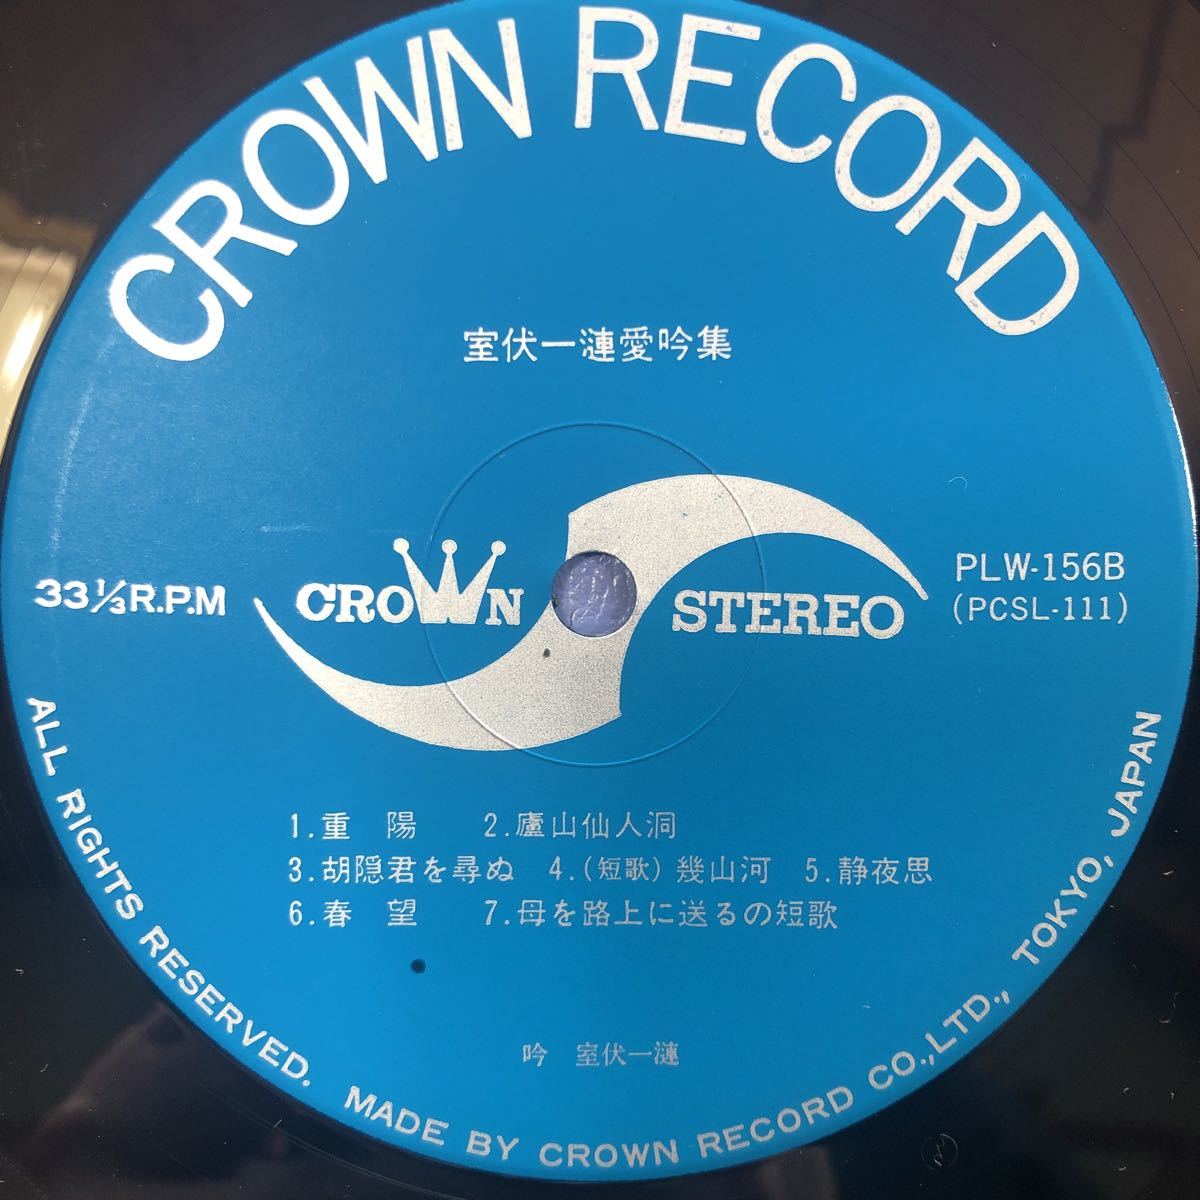 CROWN RECORD
室伏一漣愛吟集
33⅓R.P.M
CROWN STEREO
PLW-156B
(PCSL-111)
1.重　陽　2.廬山仙人洞
3.胡隠君を尋ぬ　4.(短歌)幾山河　5.静夜思
6.春　望　7.母を路上に送るの短歌
吟　室伏一漣
ALL RIGHTS RESERVED. MADE BY CROWN RECORD CO.,LTD., TOKYO, JAPAN